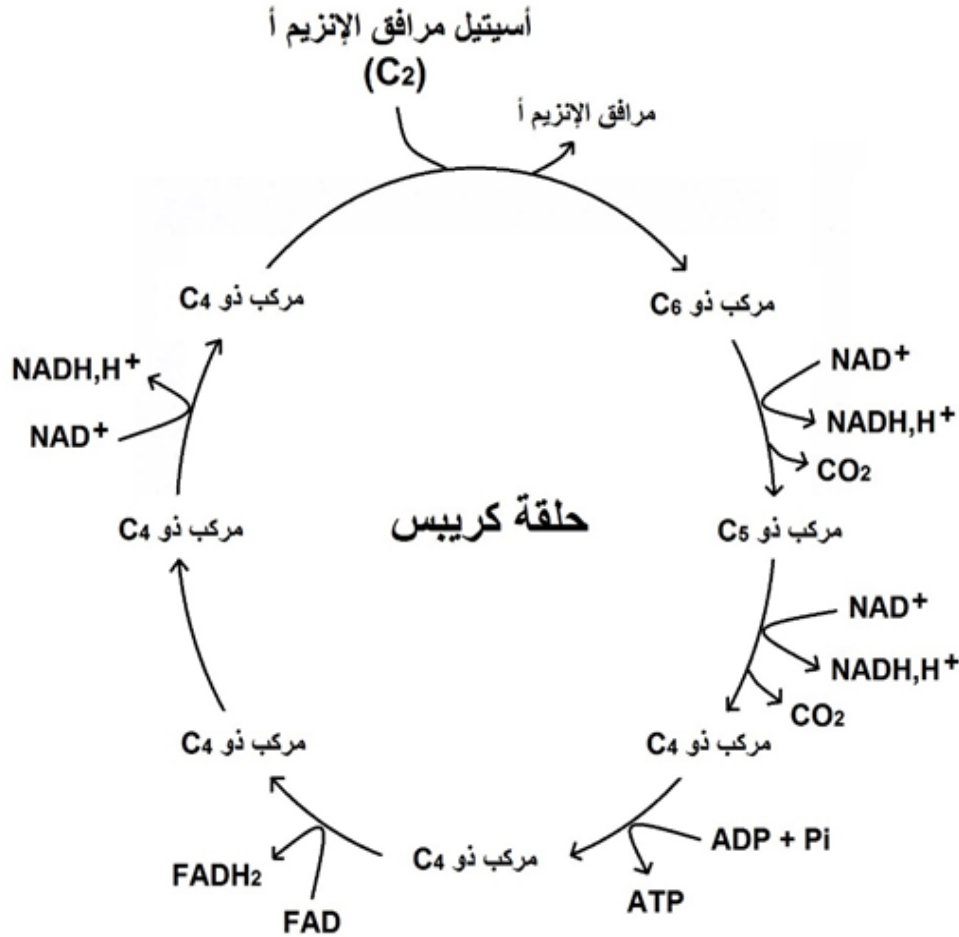 أسيتيل مرافق الإنزيم أ
(C2)
مرافق الإنزيم أ
مركب ذو C4
مركب ذو C6
NADH,H+
NAD+
NAD+
NADH,H+
CO2
حلقة كريبس
مركب ذو C4
مركب ذو C5
NAD+
NADH,H+
CO2
مركب ذو C4
مركب ذو C4
ADP + Pi
ATP
مركب ذو C4
FADH2
FAD